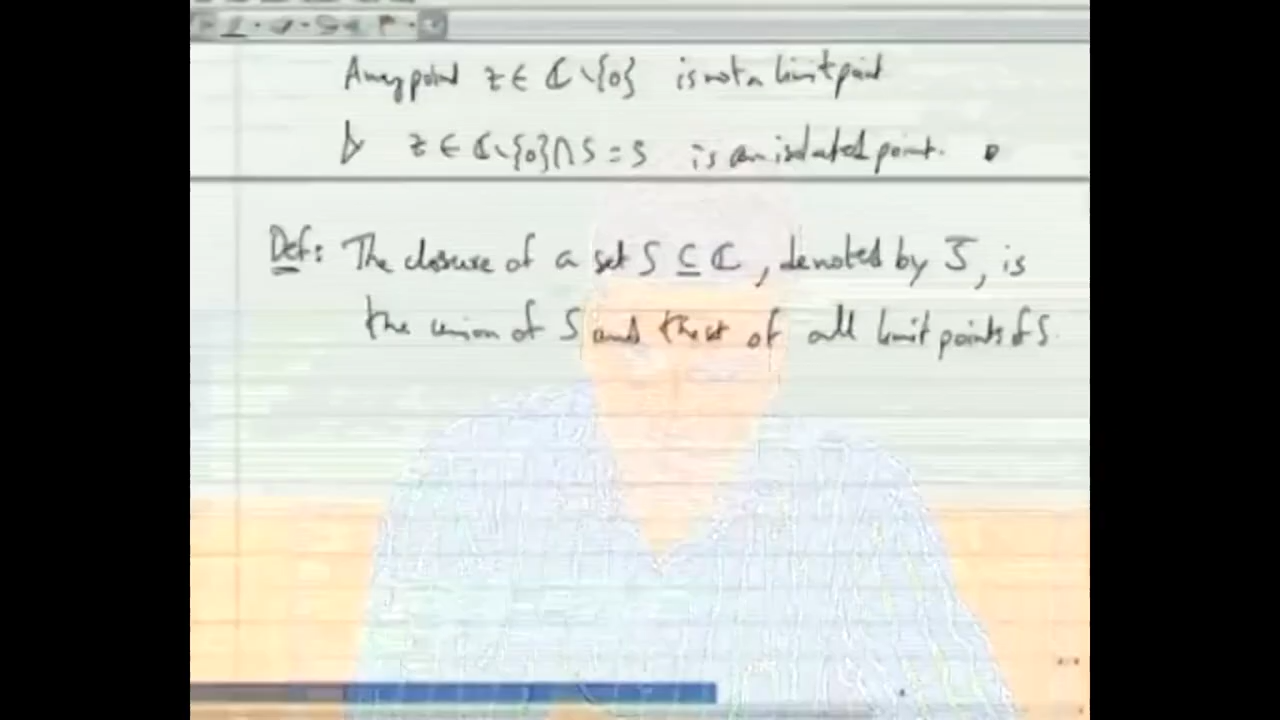 Any point z ∈ ℂ∖{0} is not a limit point
▷ z ∈ ℂ∖{0} ∩ S = S is an isolated point.
Def: The closure of a set S ⊆ ℂ, denoted by S̅, is
the union of S and the set of all limit points of S.